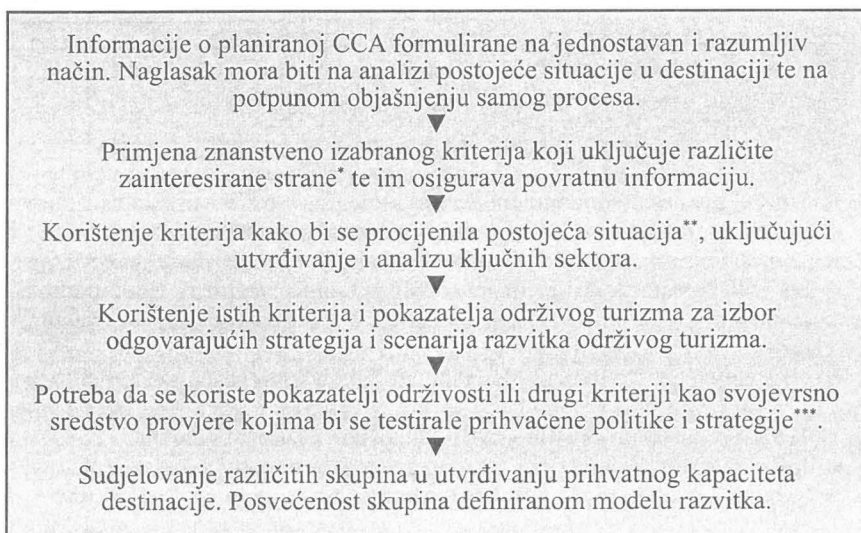 Informacije o planiranoj CCA formulirane na jednostavan i razumljiv
način. Naglasak mora biti na analizi postojeće situacije u destinaciji te na
potpunom objašnjenju samog procesa.
Primjena znanstveno izabranog kriterija koji uključuje različite
zainteresirane strane* te im osigurava povratnu informaciju.
Korištenje kriterija kako bi se procijenila postojeća situacija**, uključujući
utvrđivanje i analizu ključnih sektora.
Korištenje istih kriterija i pokazatelja održivog turizma za izbor
odgovarajućih strategija i scenarija razvitka održivog turizma.
Potreba da se koriste pokazatelji održivosti ili drugi kriteriji kao svojevrsno
sredstvo provjere kojima bi se testirale prihvaćene politike i strategije***.
Sudjelovanje različitih skupina u utvrđivanju prihvatnog kapaciteta
destinacije. Posvećenost skupina definiranom modelu razvitka.